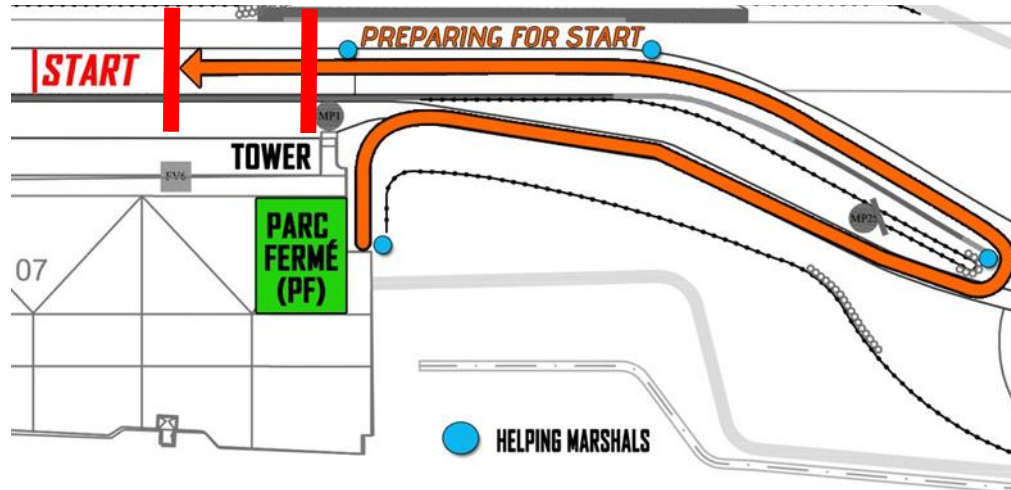 PREPARING FOR START
START
MP1
TOWER
FV6
PARC
FERMÉ
(PF)
MP25
07
HELPING MARSHALS